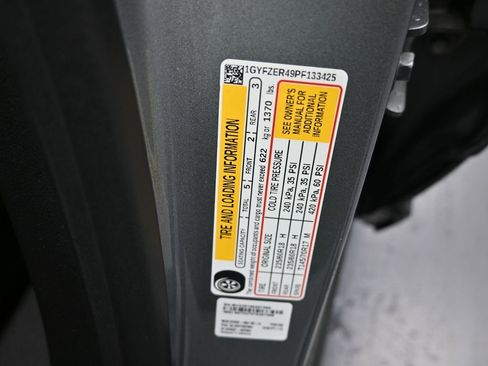 1GYFZER49PF133425
TIRE AND LOADING INFORMATION
SEATING CAPACITY TOTAL 5 FRONT 2 REAR 3
The combined weight of occupants and cargo must never exceed 622 kg or 1370 lbs.
TIRE ORIGINAL SIZE COLD TIRE PRESSURE
FRONT 235/60R18 H 240 kPa, 35 PSI
REAR 235/60R18 H 240 kPa, 35 PSI
SPARE T145/70R17 M 420 kPa, 60 PSI
SEE OWNER'S
MANUAL FOR
ADDITIONAL
INFORMATION